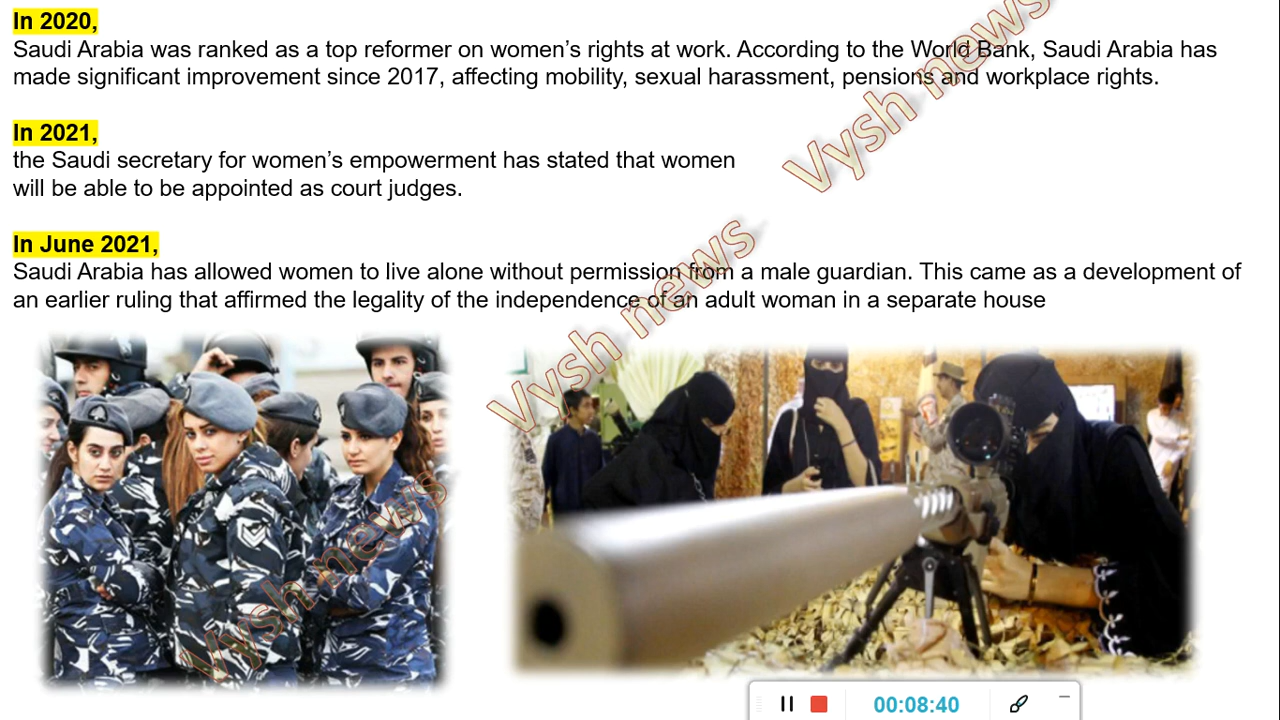 In 2020,
Saudi Arabia was ranked as a top reformer on women’s rights at work. According to the World Bank, Saudi Arabia has
made significant improvement since 2017, affecting mobility, sexual harassment, pensions and workplace rights.
In 2021,
the Saudi secretary for women’s empowerment has stated that women
will be able to be appointed as court judges.
In June 2021,
Saudi Arabia has allowed women to live alone without permission from a male guardian. This came as a development of
an earlier ruling that affirmed the legality of the independence of an adult woman in a separate house
Vysh news
Vysh news
Vysh news
00:08:40